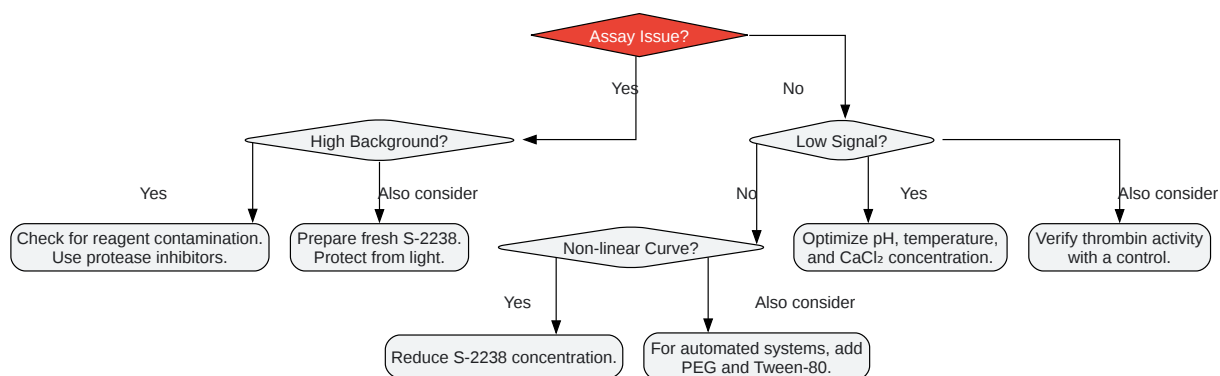 Assay Issue?
Yes
No
High Background?
Low Signal?
Yes
Also consider
No
Yes
Also consider
Check for reagent contamination.
Use protease inhibitors.
Prepare fresh S-2238.
Protect from light.
Non-linear Curve?
Optimize pH, temperature,
and CaCl₂ concentration.
Verify thrombin activity
with a control.
Yes
Also consider
Reduce S-2238 concentration.
For automated systems, add
PEG and Tween-80.